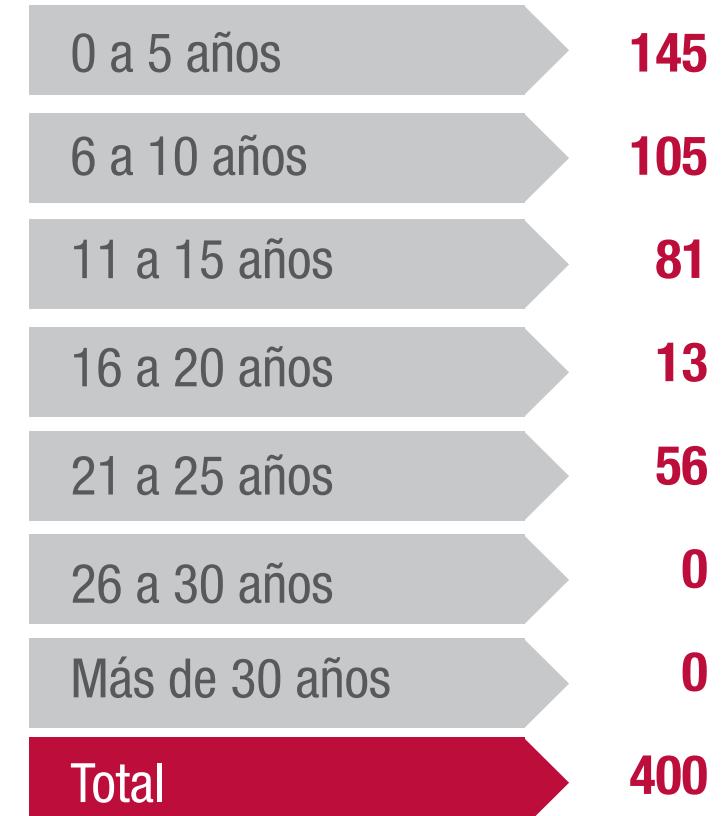 0 a 5 años 145
6 a 10 años 105
11 a 15 años 81
16 a 20 años 13
21 a 25 años 56
26 a 30 años 0
Más de 30 años 0
Total 400